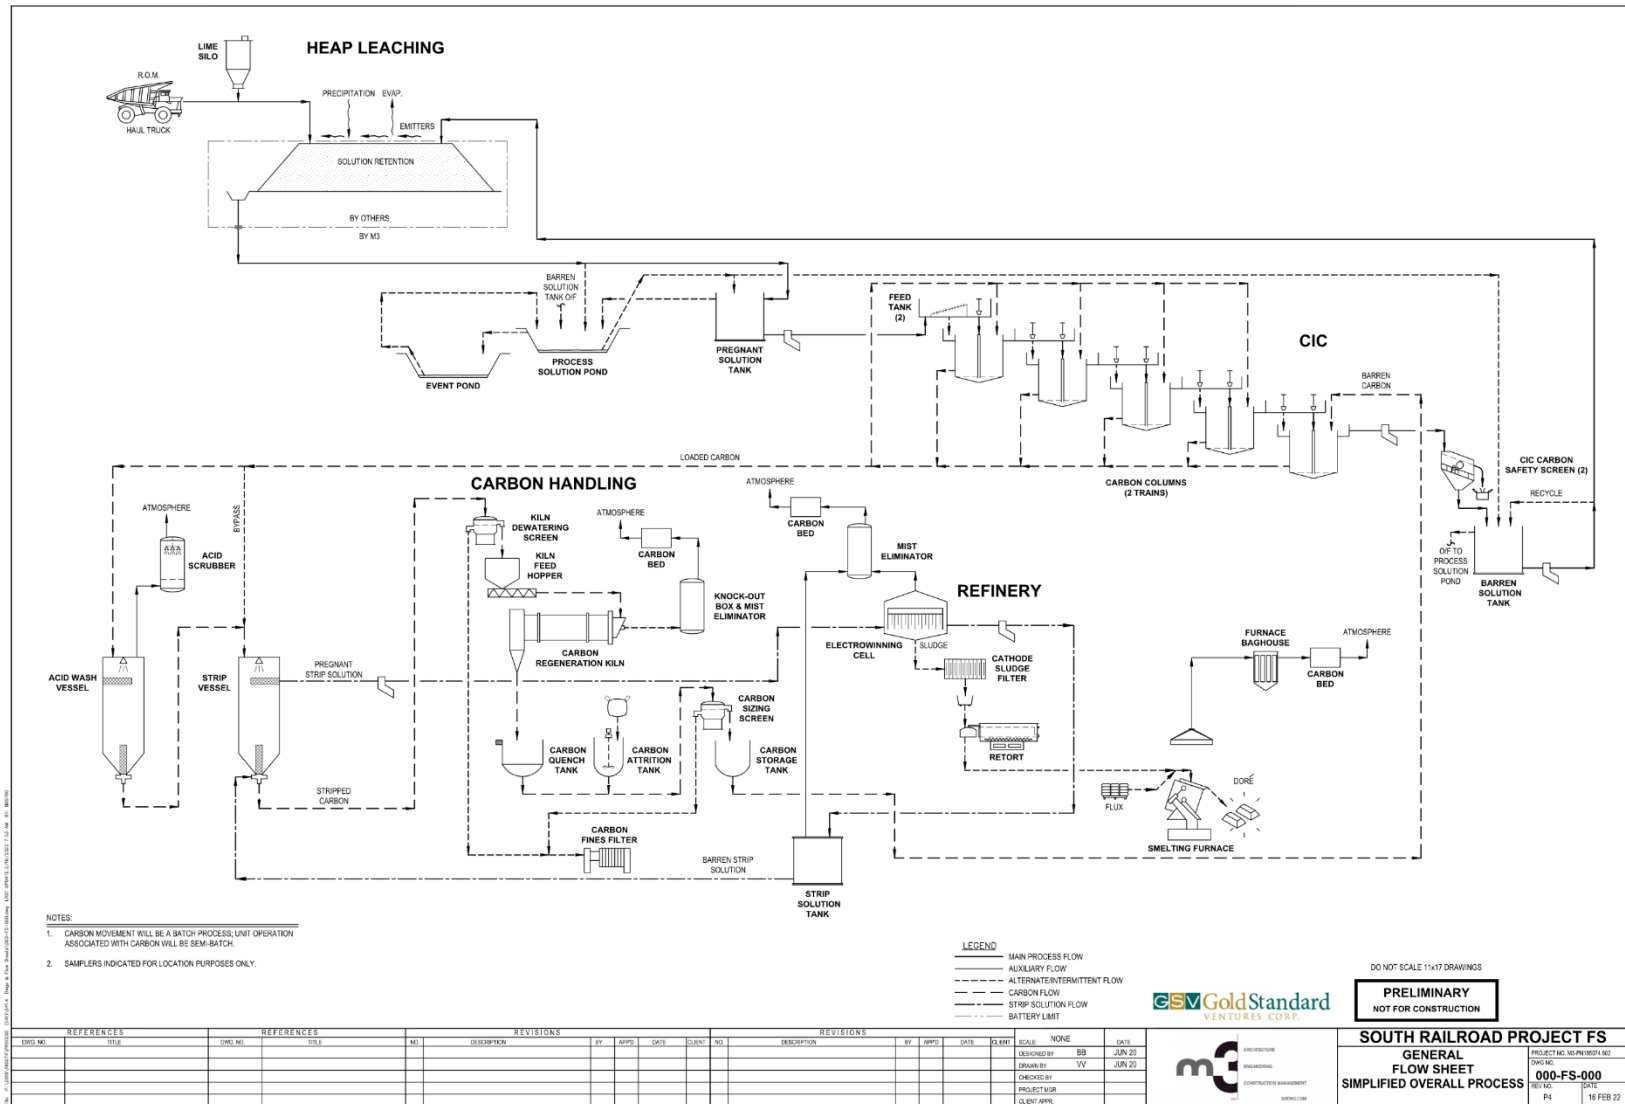 HEAP LEACHING
LIME
SILO
R.O.M.
HAUL TRUCK
PRECIPITATION
EVAP.
EMITTERS
SOLUTION RETENTION
BY OTHERS
BY M3
BARREN
SOLUTION
TANK O/F
EVENT POND
PROCESS
SOLUTION POND
PREGNANT
SOLUTION
TANK
FEED
TANK
(2)
CIC
BARREN
CARBON
CARBON COLUMNS
(2 TRAINS)
CIC CARBON
SAFETY SCREEN (2)
RECYCLE
O/F TO
PROCESS
SOLUTION
POND
BARREN
SOLUTION
TANK
LOADED CARBON
CARBON HANDLING
ATMOSPHERE
ACID
SCRUBBER
BYPASS
ACID WASH
VESSEL
STRIP
VESSEL
PREGNANT
STRIP SOLUTION
STRIPPED
CARBON
KILN
DEWATERING
SCREEN
KILN
FEED
HOPPER
ATMOSPHERE
CARBON
BED
KNOCK-OUT
BOX & MIST
ELIMINATOR
CARBON
REGENERATION KILN
CARBON
QUENCH
TANK
CARBON
ATTRITION
TANK
CARBON
SIZING
SCREEN
CARBON
STORAGE
TANK
CARBON
FINES FILTER
BARREN STRIP
SOLUTION
STRIP
SOLUTION
TANK
ATMOSPHERE
CARBON
BED
MIST
ELIMINATOR
REFINERY
ELECTROWINNING
CELL
SLUDGE
CATHODE
SLUDGE
FILTER
RETORT
FLUX
SMELTING FURNACE
DORÉ
FURNACE
BAGHOUSE
ATMOSPHERE
CARBON
BED
NOTES:
1. CARBON MOVEMENT WILL BE A BATCH PROCESS; UNIT OPERATION
ASSOCIATED WITH CARBON WILL BE SEMI-BATCH.
2. SAMPLERS INDICATED FOR LOCATION PURPOSES ONLY.
LEGEND
MAIN PROCESS FLOW
AUXILIARY FLOW
ALTERNATE/INTERMITTENT FLOW
CARBON FLOW
STRIP SOLUTION FLOW
BATTERY LIMIT
GSV Gold Standard
VENTURES CORP.
DO NOT SCALE 11x17 DRAWINGS
PRELIMINARY
NOT FOR CONSTRUCTION
REFERENCES REFERENCES REVISIONS REVISIONS
DWG. NO. TITLE DWG. NO. TITLE NO. DESCRIPTION BY APP'D DATE CLIENT NO. DESCRIPTION BY APP'D DATE CLIENT
SCALE: NONE DATE
DESIGNED BY BB JUN 20
DRAWN BY VV JUN 20
CHECKED BY
PROJECT MGR
CLIENT APPR.
m3
ARCHITECTURE
ENGINEERING
CONSTRUCTION MANAGEMENT
SOUTH RAILROAD PROJECT FS
GENERAL
FLOW SHEET
SIMPLIFIED OVERALL PROCESS
DWG NO.
000-FS-000
REV NO. DATE
P4 16 FEB 22